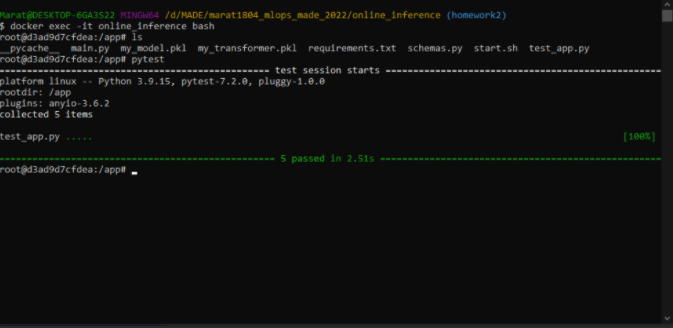 Marat@DESKTOP-6GA3S22 MINGW64 /d/MADE/marat1804_mlops_made_2022/online_inference (homework2)
$ docker exec -it online_inference bash
root@d3ad9d7cfdea:/app# ls
__pycache__  main.py  my_model.pkl  my_transformer.pkl  requirements.txt  schemas.py  start.sh  test_app.py
root@d3ad9d7cfdea:/app# pytest
============================================= test session starts ==============================================
platform linux -- Python 3.9.15, pytest-7.2.0, pluggy-1.0.0
rootdir: /app
plugins: anyio-3.6.2
collected 5 items
test_app.py ..... [100%]
============================================== 5 passed in 2.51s ===============================================
root@d3ad9d7cfdea:/app#